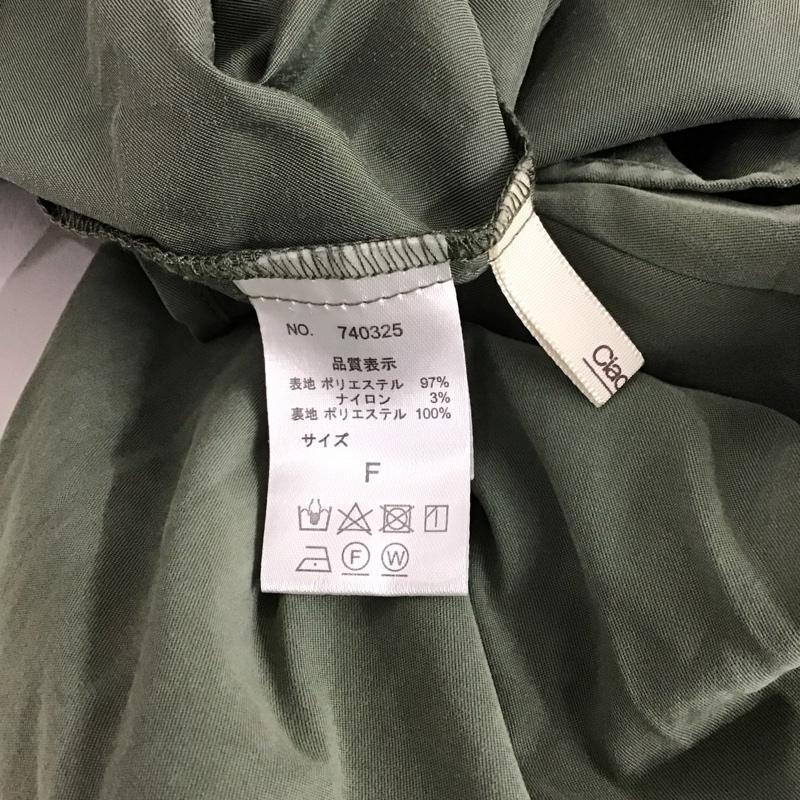 NO. 740325
品質表示
表地 ポリエステル 97%
ナイロン 3%
裏地 ポリエステル 100%
サイズ
F
F W
Ciao